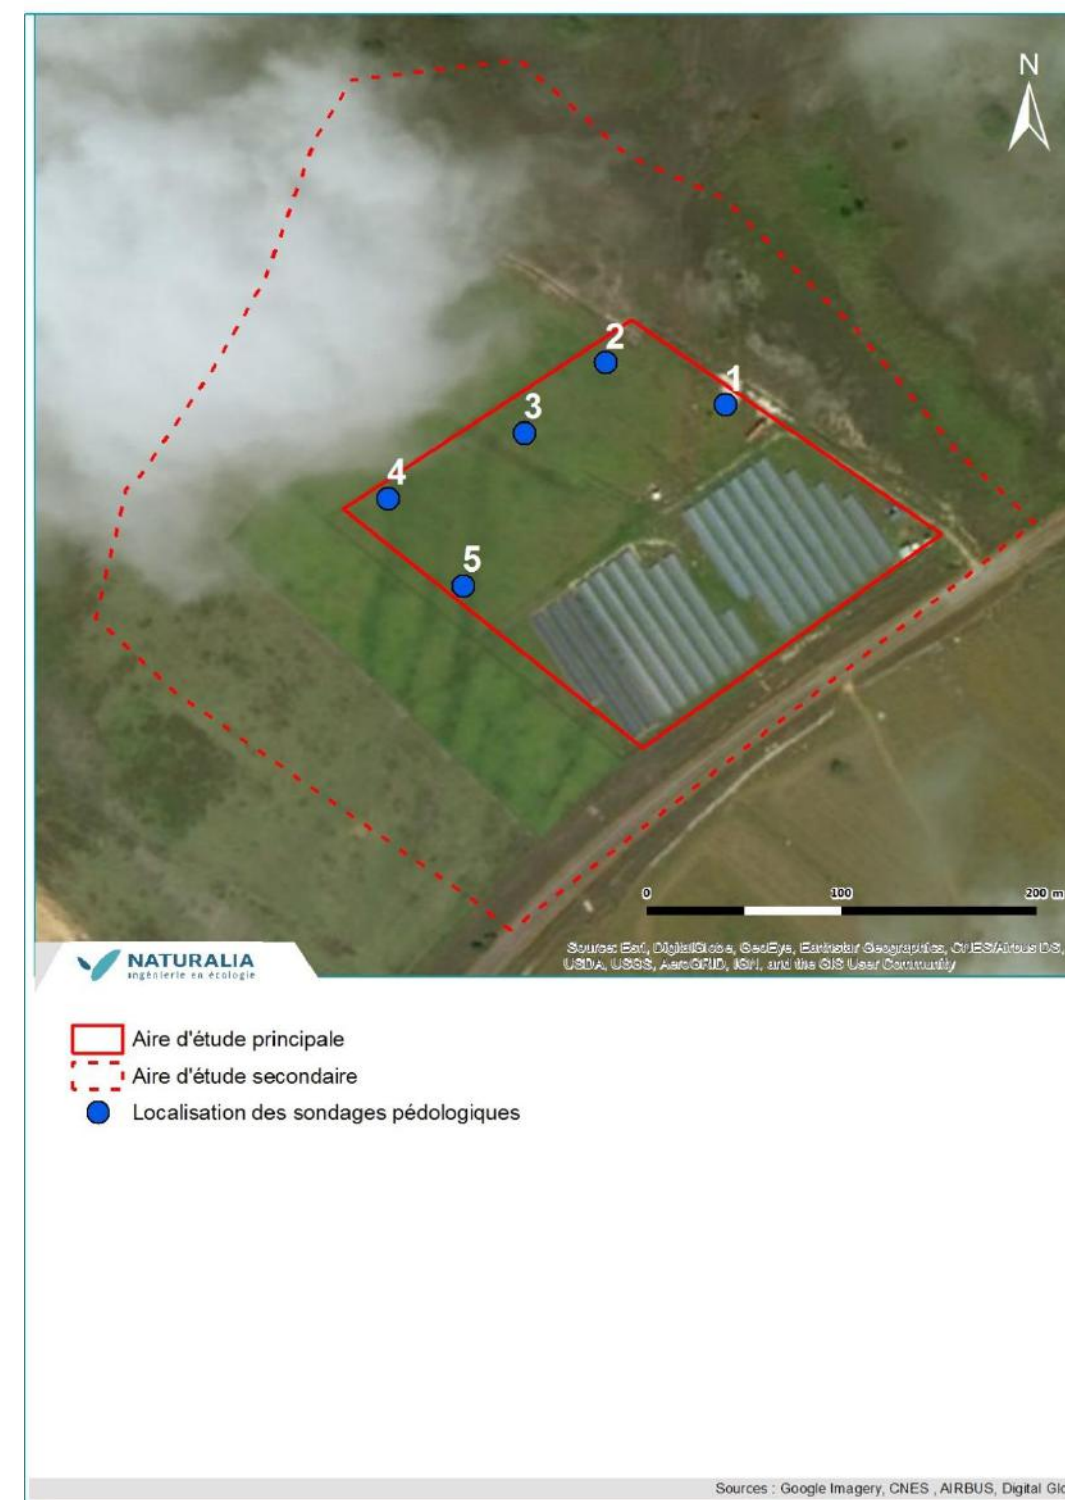 N
2
1
3
4
5
0 100 200 m
Source: Esri, DigitalGlobe, GeoEye, Earthstar Geographics, CNES/Airbus DS,
USDA, USGS, AeroGRID, IGN, and the GIS User Community
NATURALIA
Ingénierie en écologie
Aire d'étude principale
Aire d'étude secondaire
Localisation des sondages pédologiques
Sources : Google Imagery, CNES , AIRBUS, Digital Glo